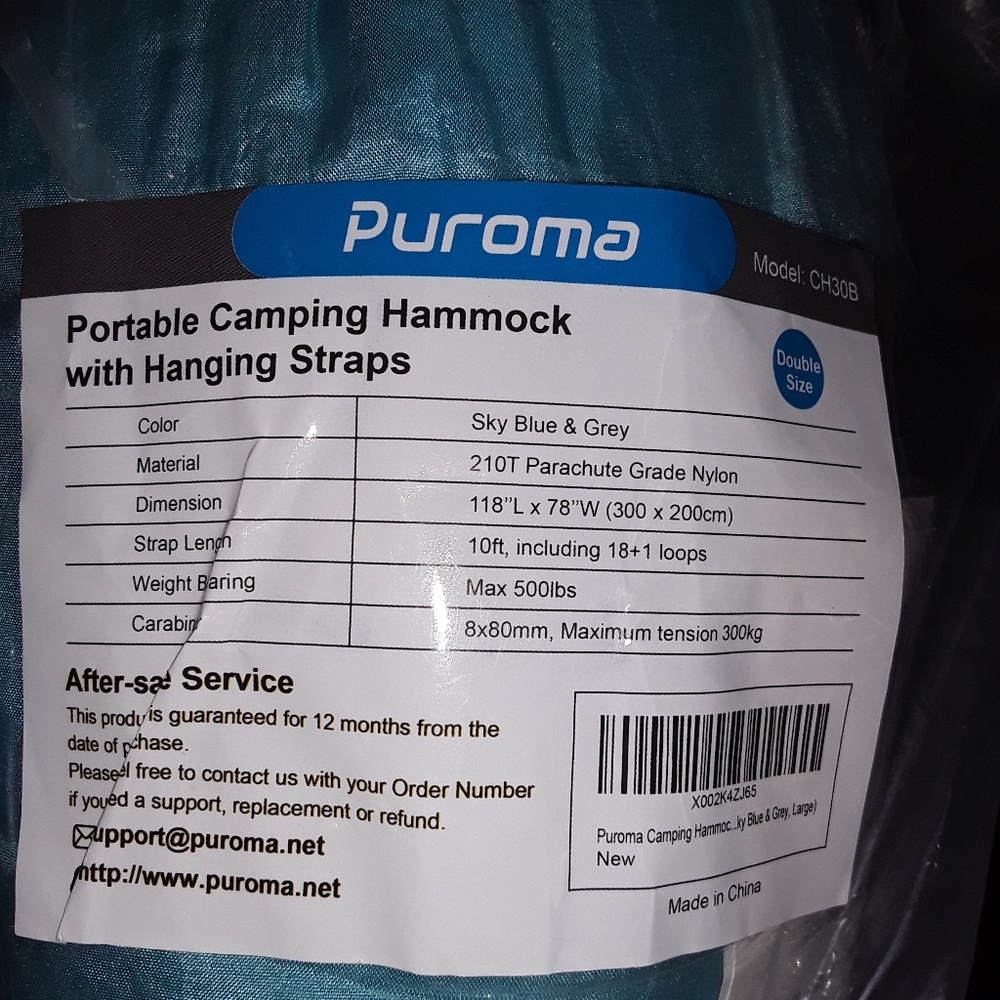 Puroma
Model: CH30B
Portable Camping Hammock
with Hanging Straps
Double
Size
Color Sky Blue & Grey
Material 210T Parachute Grade Nylon
Dimension 118"L x 78"W (300 x 200cm)
Strap 10ft, including 18+1 loops
Weight Max 500lbs
8x80mm, Maximum tension 300kg
Service
This is guaranteed for 12 months from the
date of
free to contact us with your Order Number
if a support, replacement or refund.
upport@puroma.net
http://www.puroma.net
X002K4ZJ65
Puroma Camping Hammoc...ky Blue & Grey, Large)
New
Made in China